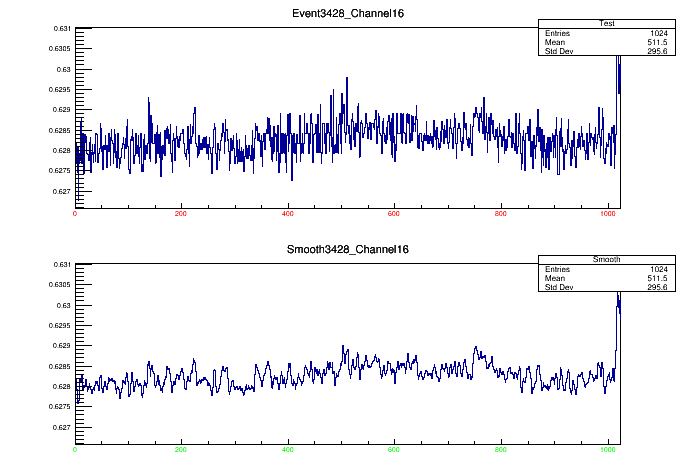 Event3428_Channel16
Test
Entries 1024
Mean 511.5
Std Dev 295.6
0.631
0.6305
0.63
0.6295
0.629
0.6285
0.628
0.6275
0.627
0 200 400 600 800 1000
Smooth3428_Channel16
Smooth
Entries 1024
Mean 511.5
Std Dev 295.6
0.631
0.6305
0.63
0.6295
0.629
0.6285
0.628
0.6275
0.627
0 200 400 600 800 1000